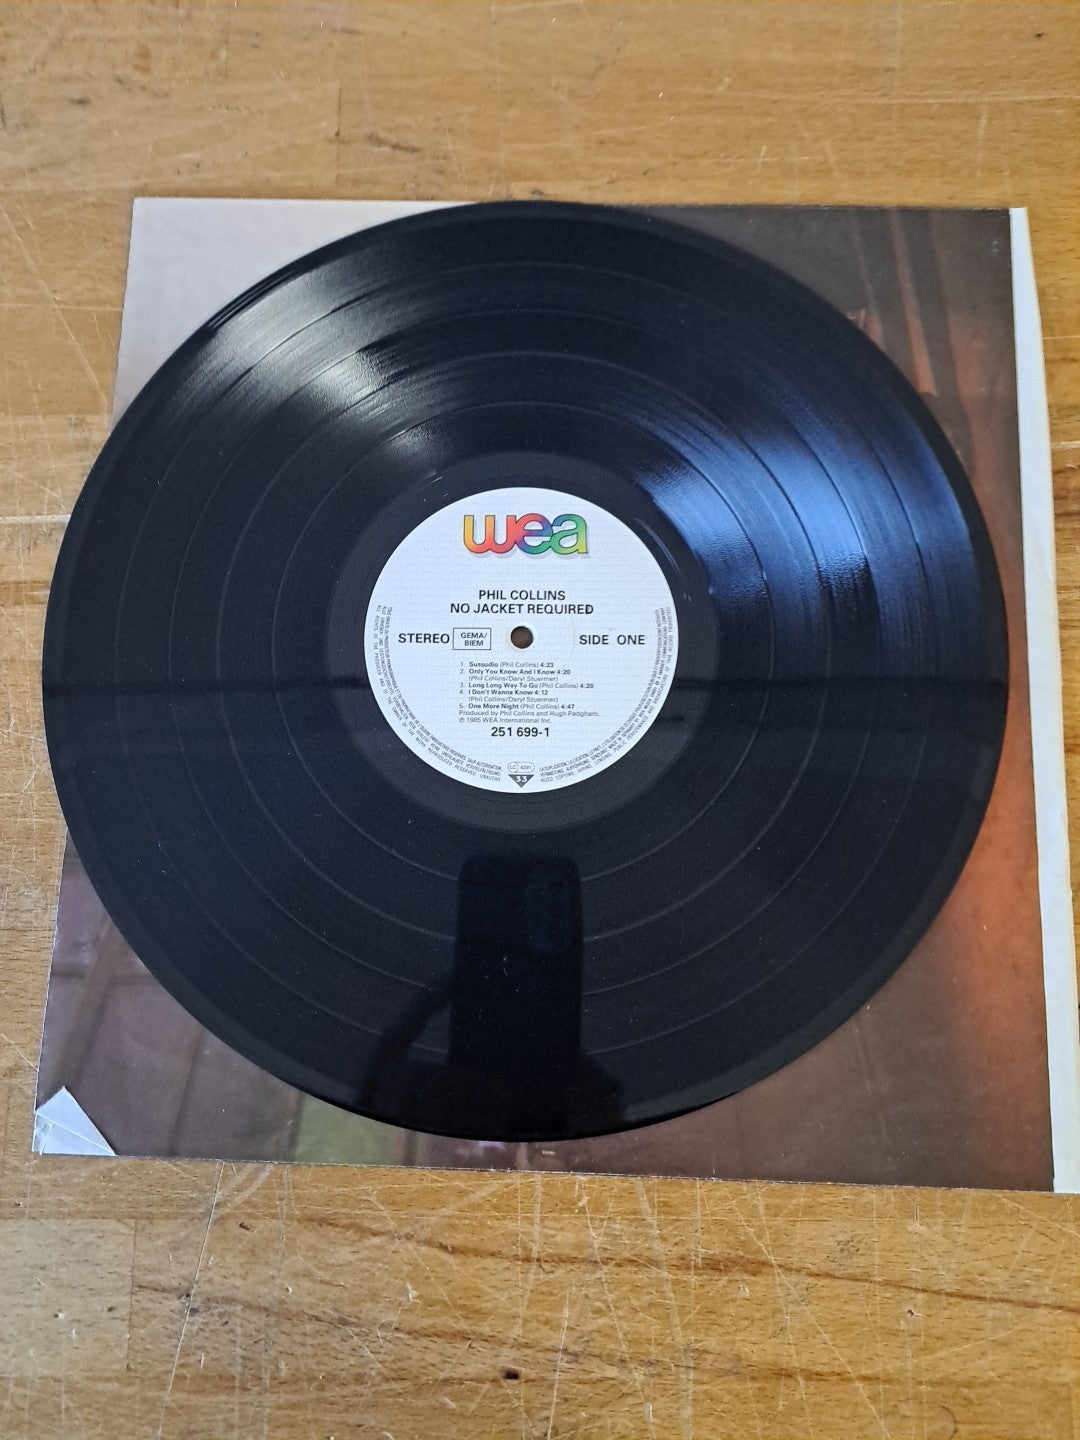 wea
PHIL COLLINS
NO JACKET REQUIRED
STEREO GEMA/ BIEM SIDE ONE
1. Sussudio (Phil Collins) 4:23
2. Only You Know And I Know 4:20
(Phil Collins/Daryl Stuermer)
3. Long Long Way To Go (Phil Collins) 4:20
4. I Don't Wanna Know 4:12
(Phil Collins/Daryl Stuermer)
5. One More Night (Phil Collins) 4:47
Produced by Phil Collins and Hugh Padgham.
℗ 1985 WEA International Inc.
251 699-1
LC 4281
33